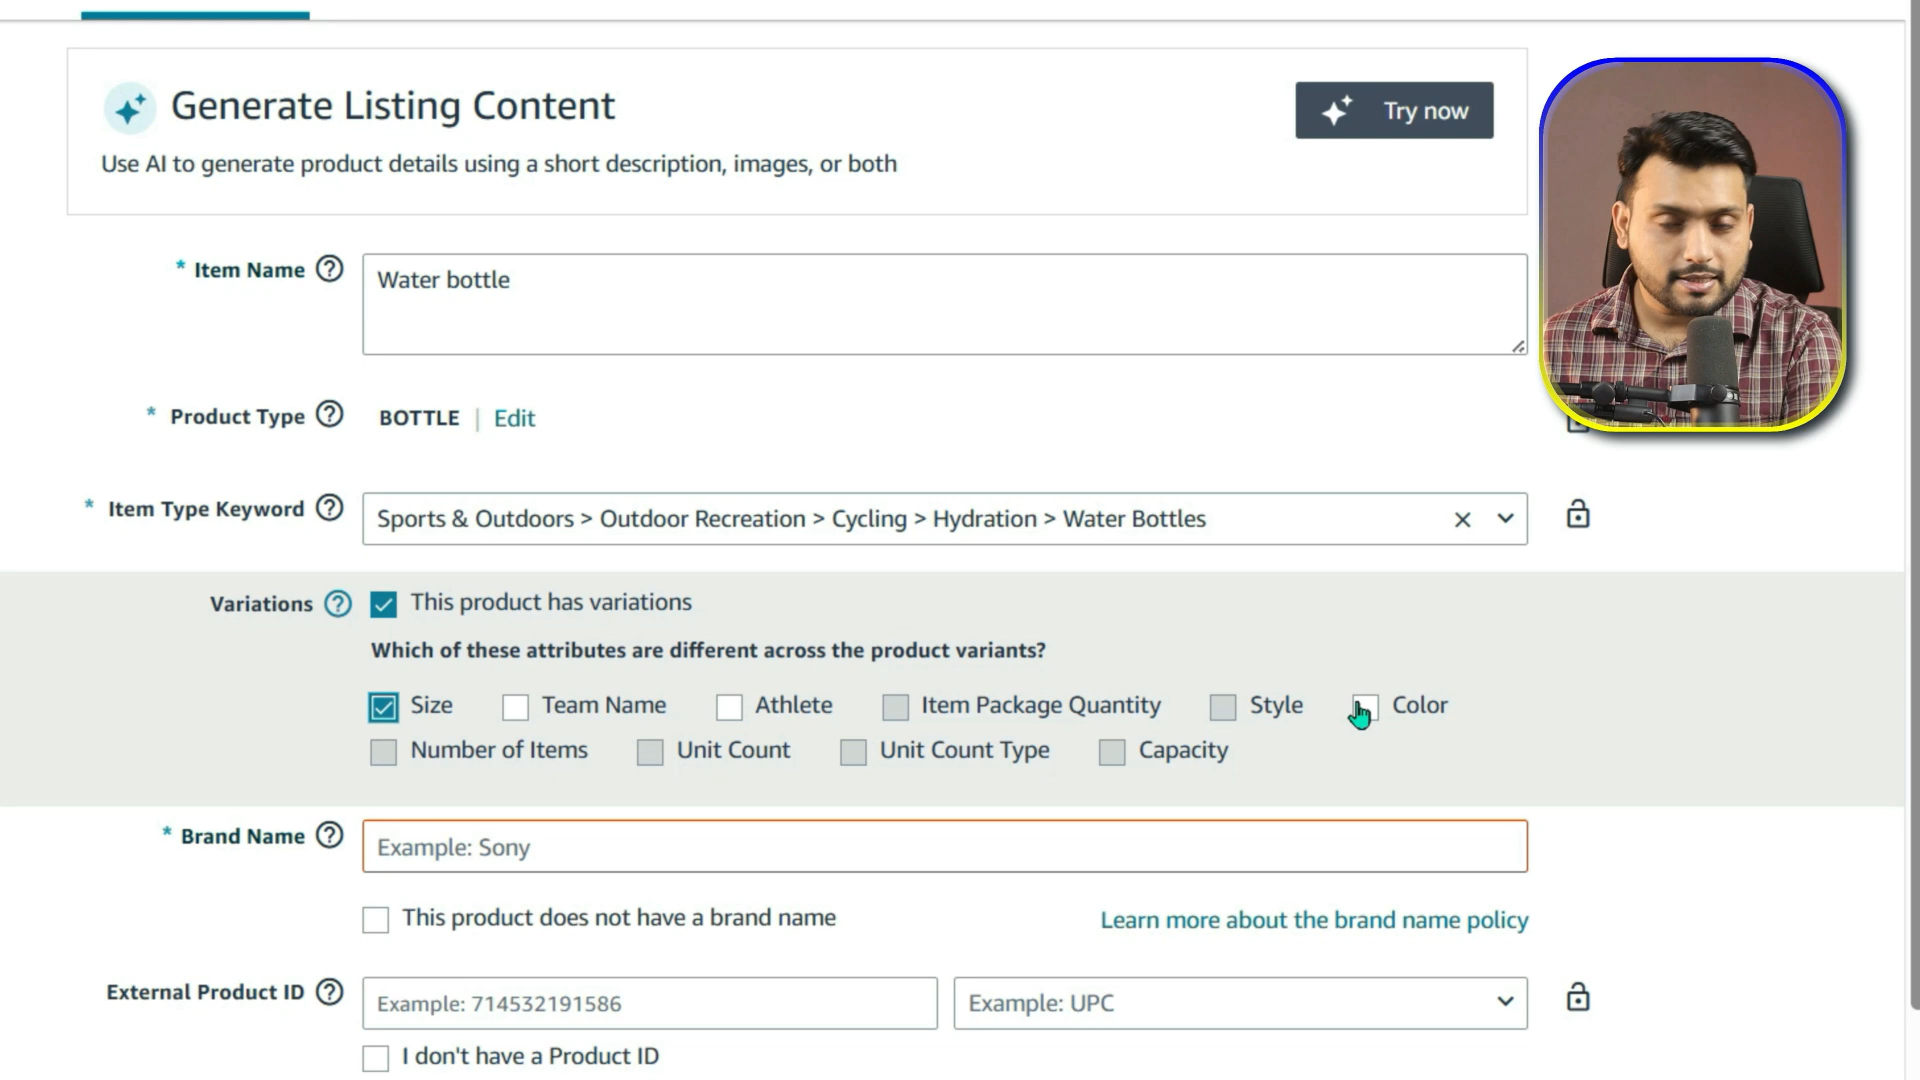 Generate Listing Content
Try now
Use AI to generate product details using a short description, images, or both
* Item Name ?
Water bottle
* Product Type ? BOTTLE | Edit
* Item Type Keyword ? Sports & Outdoors > Outdoor Recreation > Cycling > Hydration > Water Bottles
Variations ? This product has variations
Which of these attributes are different across the product variants?
Size Team Name Athlete Item Package Quantity Style Color
Number of Items Unit Count Unit Count Type Capacity
* Brand Name ? Example: Sony
This product does not have a brand name Learn more about the brand name policy
External Product ID ? Example: 714532191586 Example: UPC
I don't have a Product ID